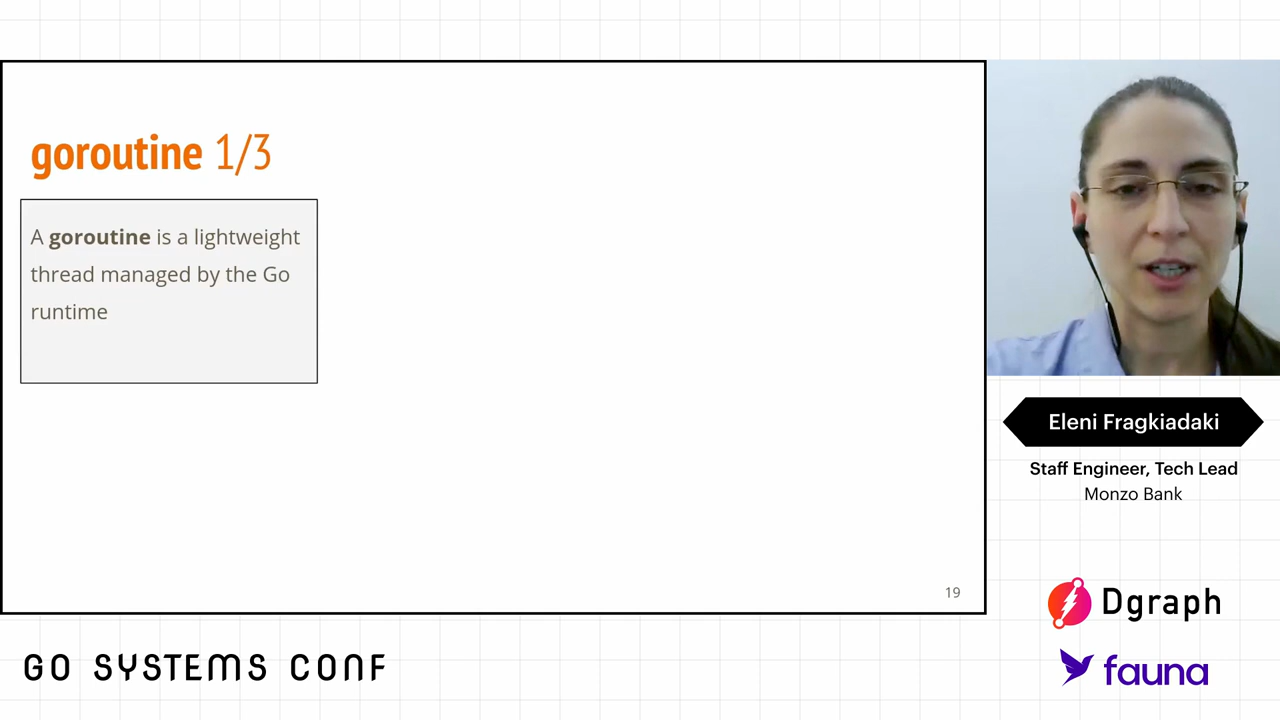 goroutine 1/3
A goroutine is a lightweight
thread managed by the Go
runtime
19
Eleni Fragkiadaki
Staff Engineer, Tech Lead
Monzo Bank
Dgraph
fauna
GO SYSTEMS CONF